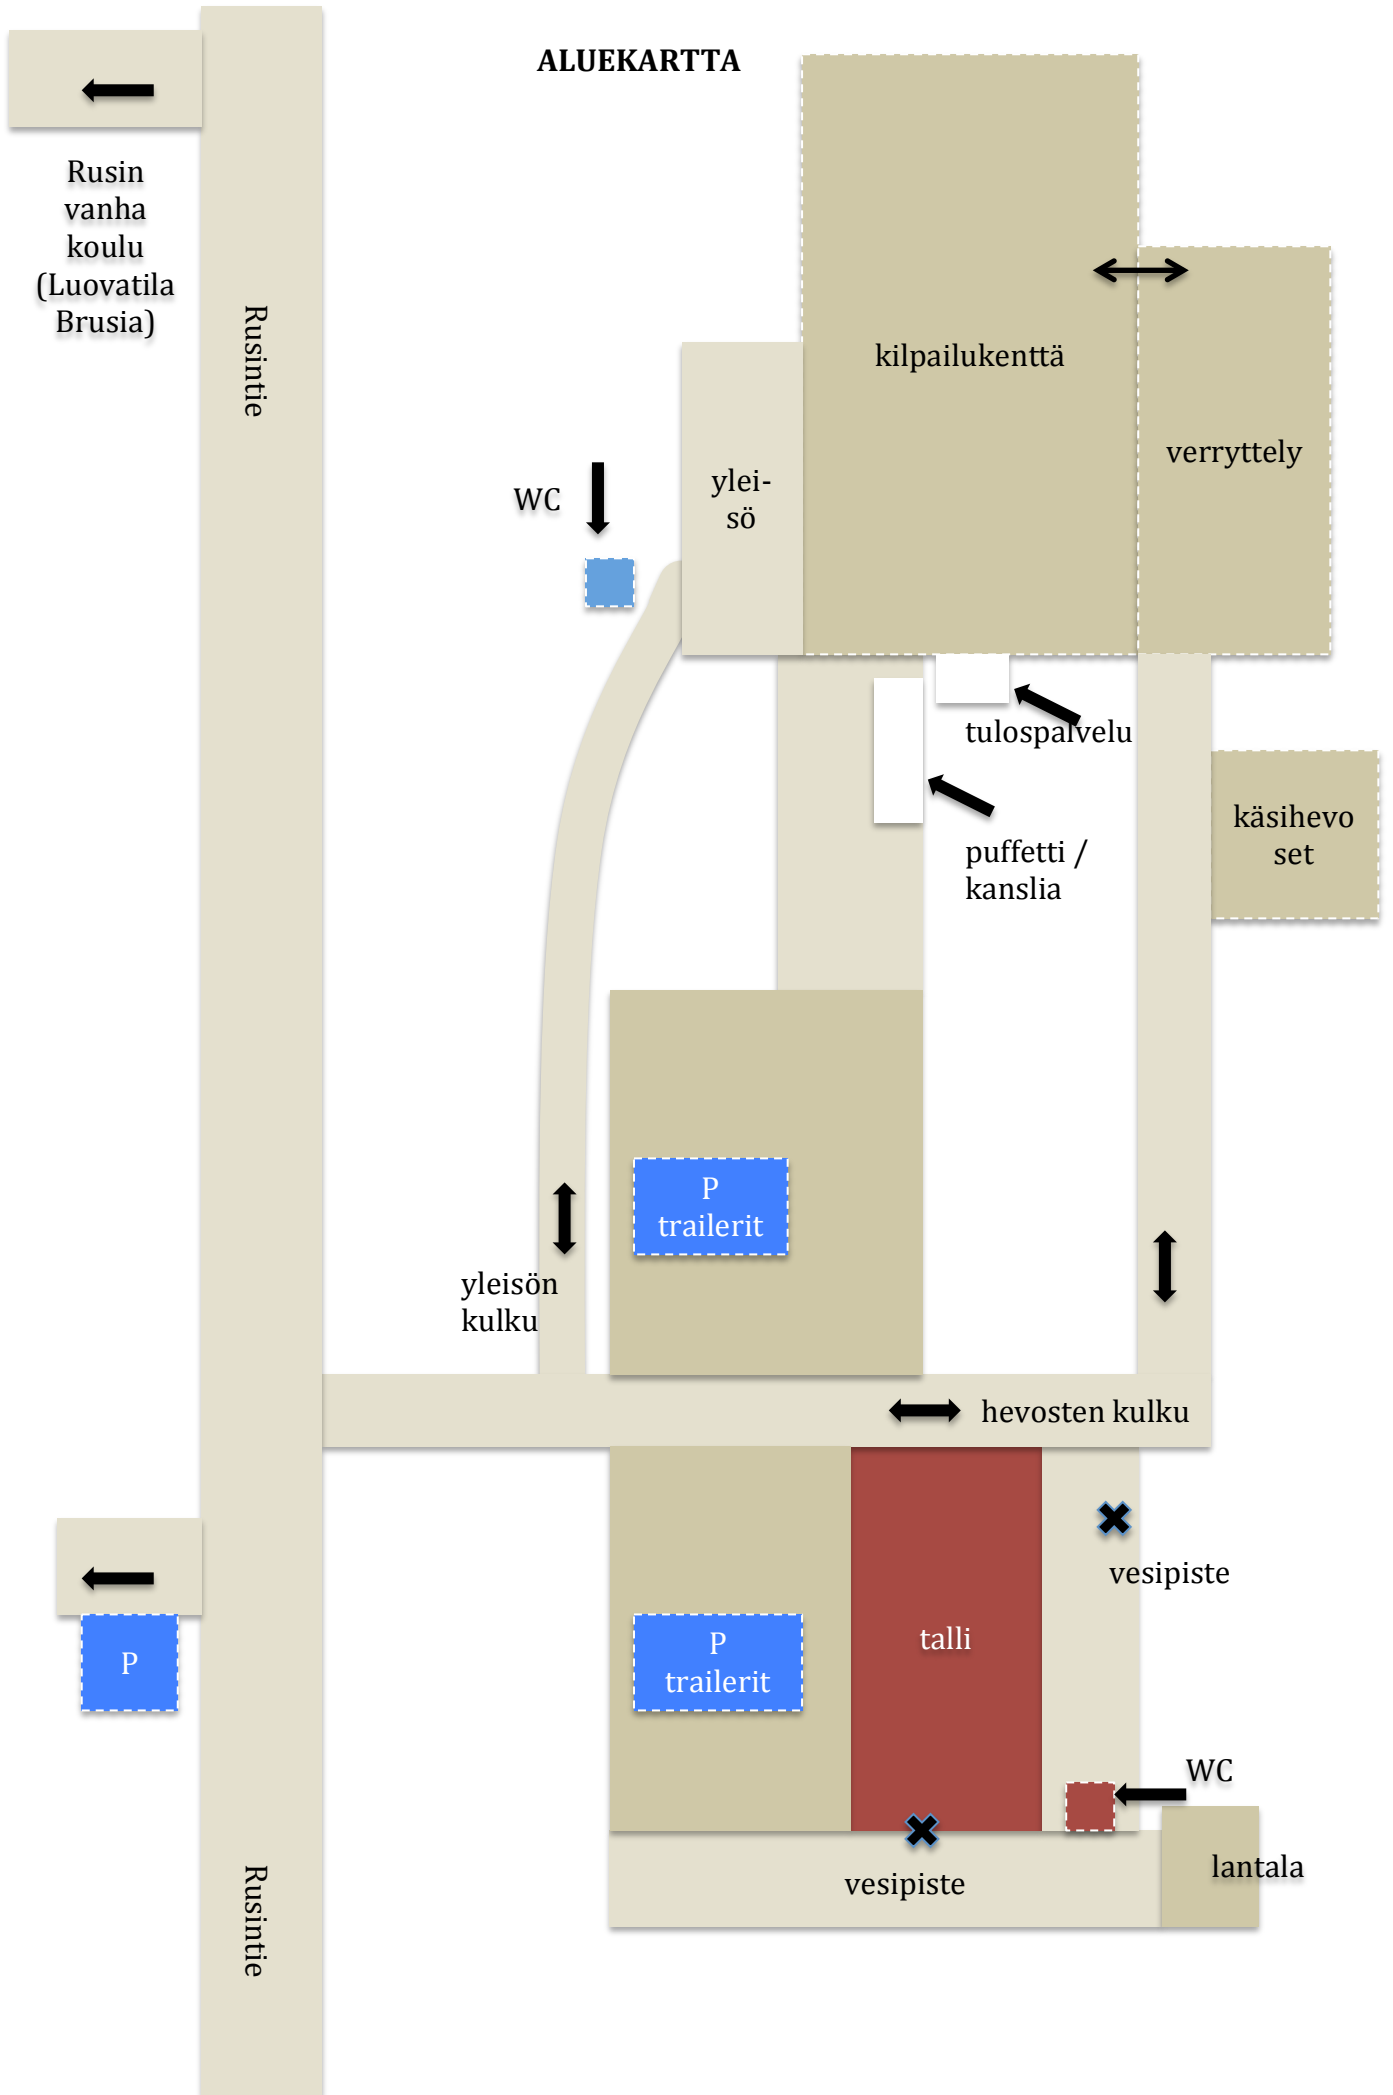 ALUEKARTTA
Rusin
vanha
koulu
(Luovatila
Brusia)
Rusintie
kilpailukenttä
verryttely
ylei-
sö
WC
tulospalvelu
puffetti /
kanslia
käsihevo
set
P
trailerit
yleisön
kulku
hevosten kulku
vesipiste
talli
P
trailerit
P
WC
lantala
vesipiste
Rusintie